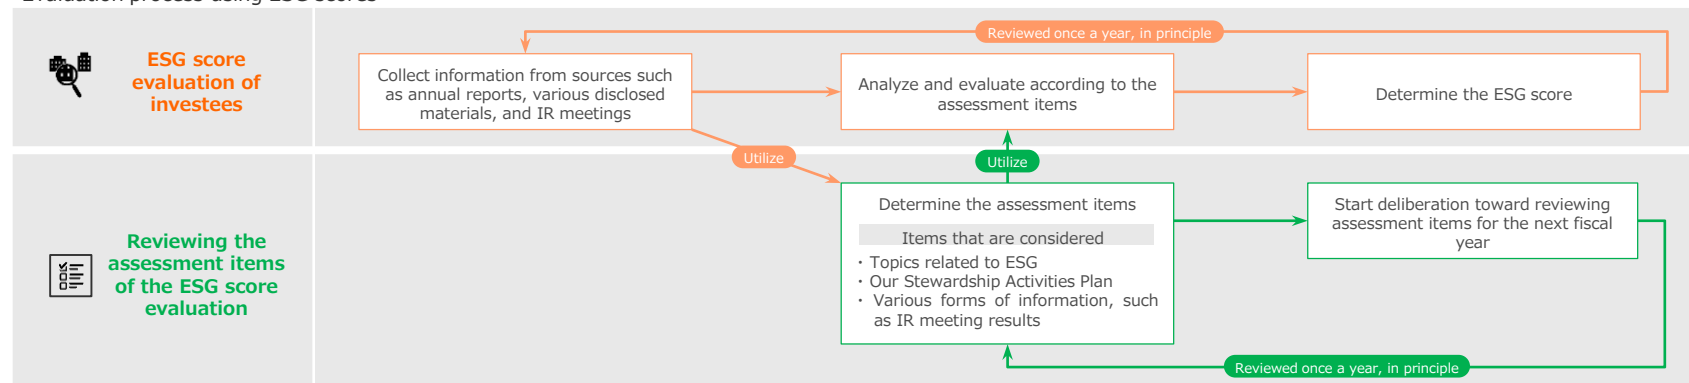 Evaluation process using ESG scores
ESG score
evaluation of
investees
Reviewed once a year, in principle
Collect information from sources such
as annual reports, various disclosed
materials, and IR meetings
Analyze and evaluate according to the
assessment items
Determine the ESG score
Utilize
Utilize
Reviewing the
assessment items
of the ESG score
evaluation
Determine the assessment items
Items that are considered
・Topics related to ESG
・Our Stewardship Activities Plan
・Various forms of information, such
as IR meeting results
Start deliberation toward reviewing
assessment items for the next fiscal
year
Reviewed once a year, in principle